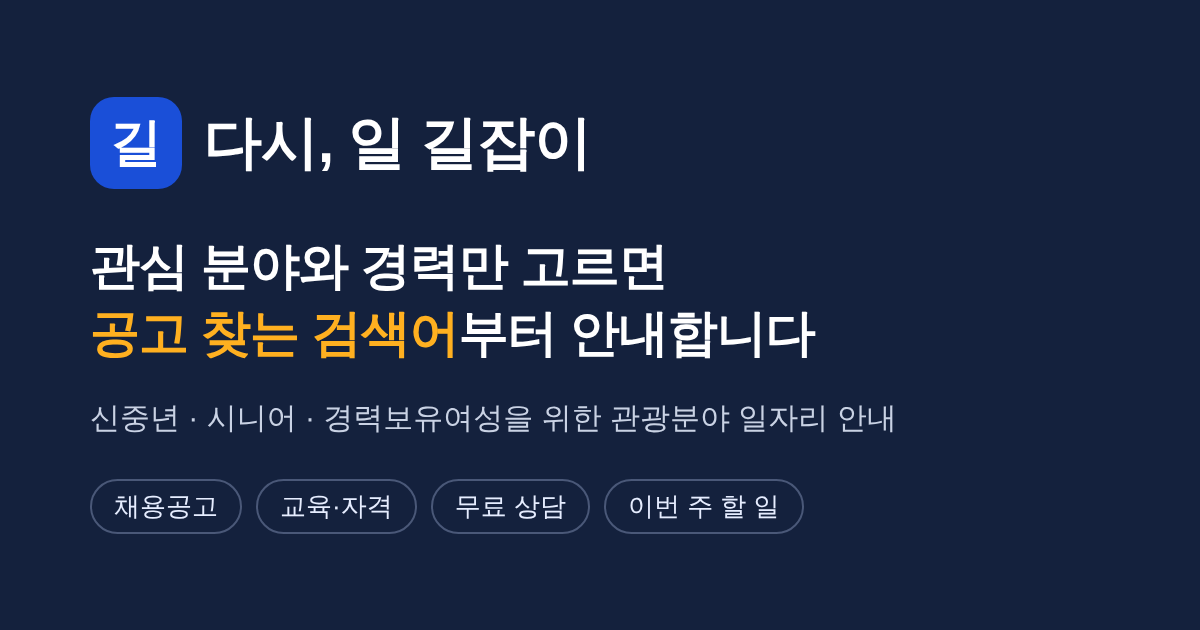 길 다시, 일 길잡이
관심 분야와 경력만 고르면
공고 찾는 검색어부터 안내합니다
신중년 · 시니어 · 경력보유여성을 위한 관광분야 일자리 안내
채용공고 교육·자격 무료 상담 이번 주 할 일